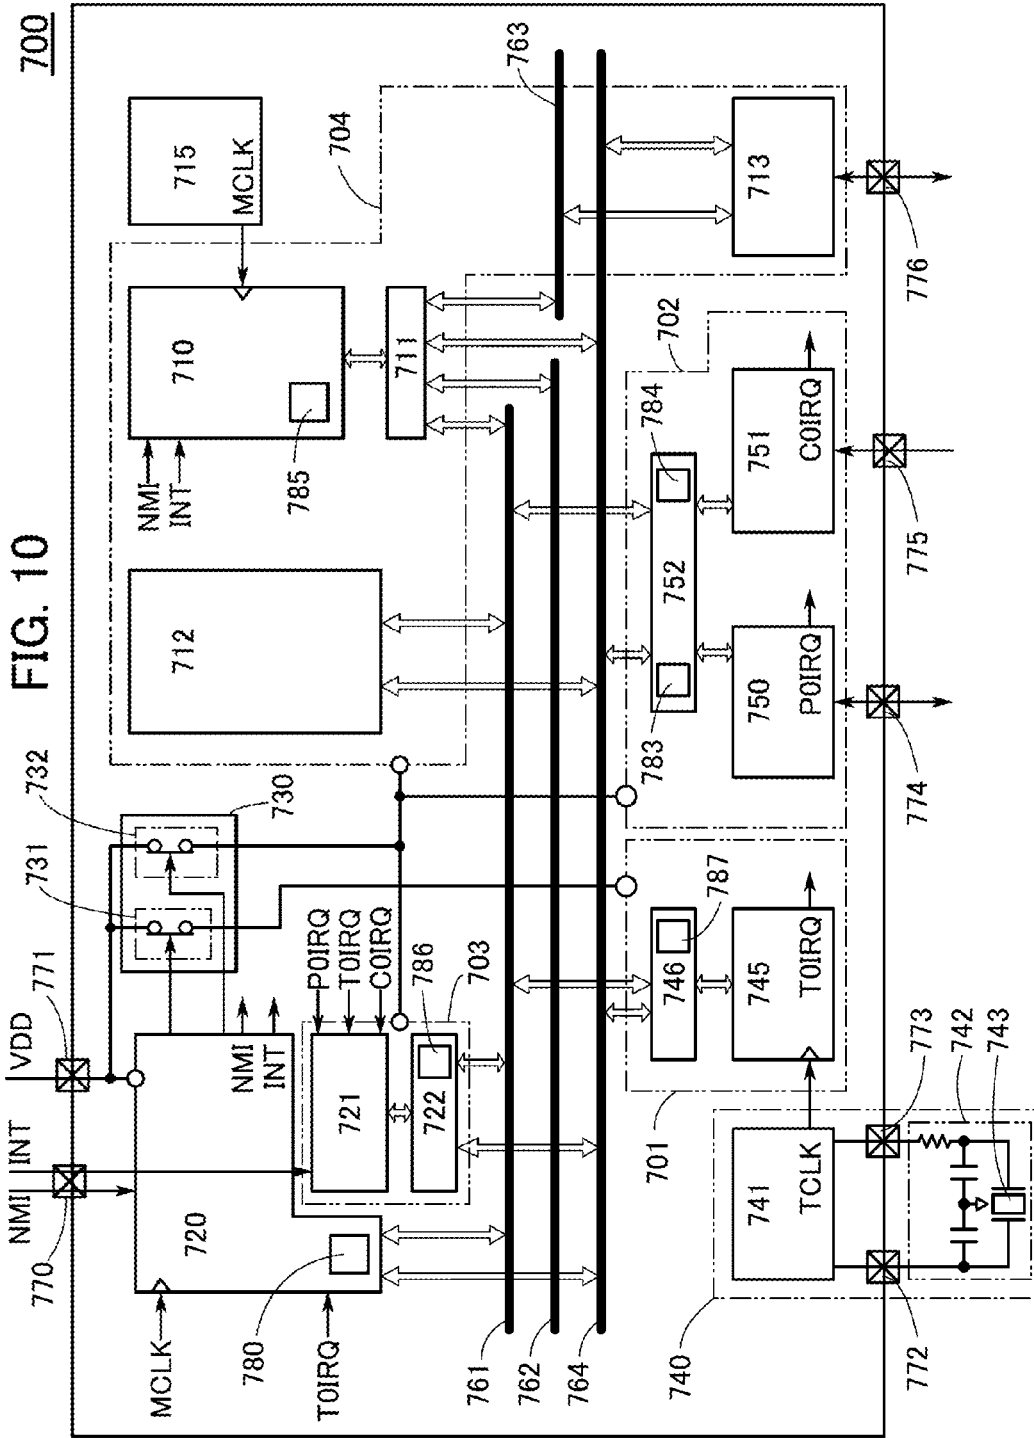 FIG. 10
700
NMI
INT
VDD
770
771
731
732
730
MCLK
T0IRQ
720
780
NMI
INT
P0IRQ
T0IRQ
C0IRQ
721
722
786
703
712
NMI
INT
710
785
711
715
MCLK
704
763
761
762
764
701
746
787
745
T0IRQ
702
752
783
784
750
P0IRQ
751
C0IRQ
713
740
741
TCLK
772
773
742
743
774
775
776